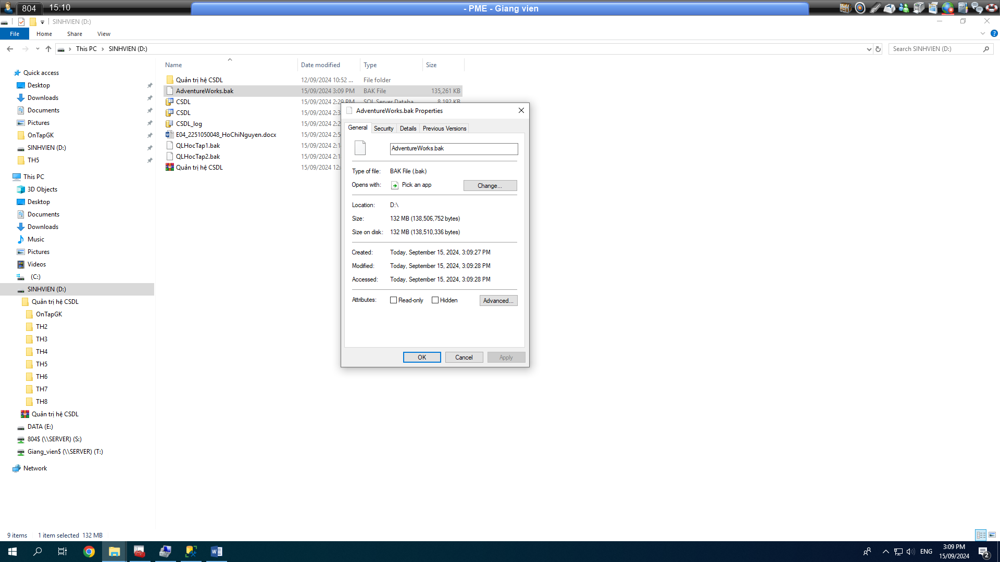 804 15:10
- PME - Giang vien
SINHVIEN (D:)
File Home Share View
This PC SINHVIEN (D:)
Search SINHVIEN (D:)
Name Date modified Type Size
Quản trị hệ CSDL 12/09/2024 10:52 ... File folder
AdventureWorks.bak 15/09/2024 3:09 PM BAK File 135,261 KB
CSDL 15/09/2024 2:29 PM SQL Server Databa... 8,192 KB
CSDL 15/09/2024 2:3
CSDL_log 15/09/2024 2:2
E04_2251050048_HoChiNguyen.docx 15/09/2024 2:5
QLHocTap1.bak 15/09/2024 2:1
QLHocTap2.bak 15/09/2024 2:1
Quản trị hệ CSDL 15/09/2024 12:
Quick access
Desktop
Downloads
Documents
Pictures
OnTapGK
SINHVIEN (D:)
TH5
This PC
3D Objects
Desktop
Documents
Downloads
Music
Pictures
Videos
(C:)
SINHVIEN (D:)
Quản trị hệ CSDL
OnTapGK
TH2
TH3
TH4
TH5
TH6
TH7
TH8
Quản trị hệ CSDL
DATA (E:)
804$ (\\SERVER) (S:)
Giang_vien$ (\\SERVER) (T:)
Network
AdventureWorks.bak Properties
General Security Details Previous Versions
AdventureWorks.bak
Type of file: BAK File (.bak)
Opens with: Pick an app Change...
Location: D:\
Size: 132 MB (138,506,752 bytes)
Size on disk: 132 MB (138,510,336 bytes)
Created: Today, September 15, 2024, 3:09:27 PM
Modified: Today, September 15, 2024, 3:09:28 PM
Accessed: Today, September 15, 2024, 3:09:28 PM
Attributes: Read-only Hidden Advanced...
OK Cancel Apply
9 items 1 item selected 132 MB
ENG 3:09 PM
15/09/2024
2